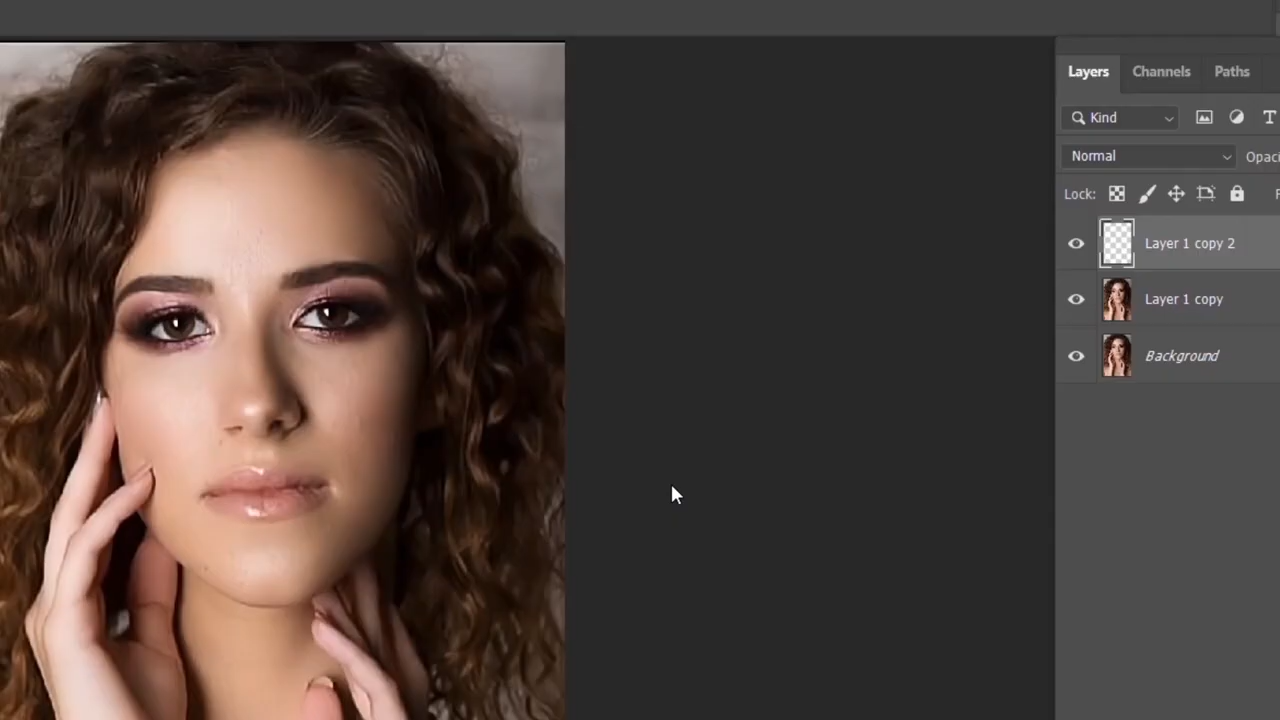 Layers Channels Paths
Kind
Normal Opaci
Lock: F
Layer 1 copy 2
Layer 1 copy
Background